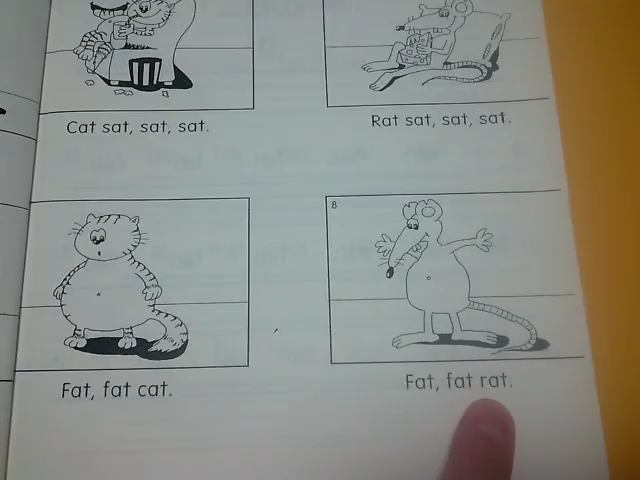 Cat sat, sat, sat.
Rat sat, sat, sat.
8
Fat, fat cat.
Fat, fat rat.